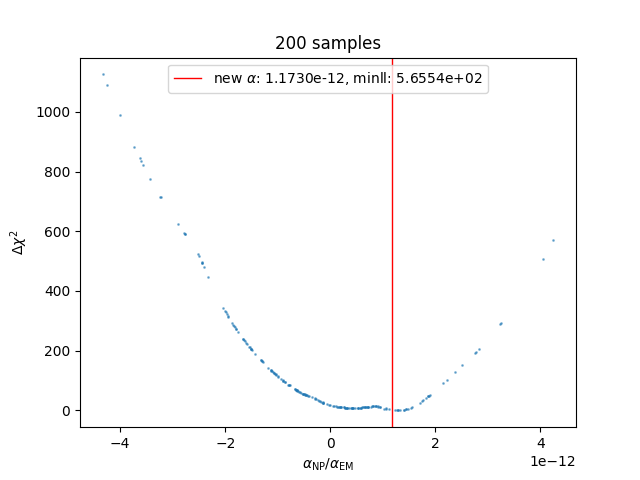 200 samples
new α: 1.1730e-12, minll: 5.6554e+02
Δχ²
1000
800
600
400
200
0
−4 −2 0 2 4
1e−12
α_NP/α_EM